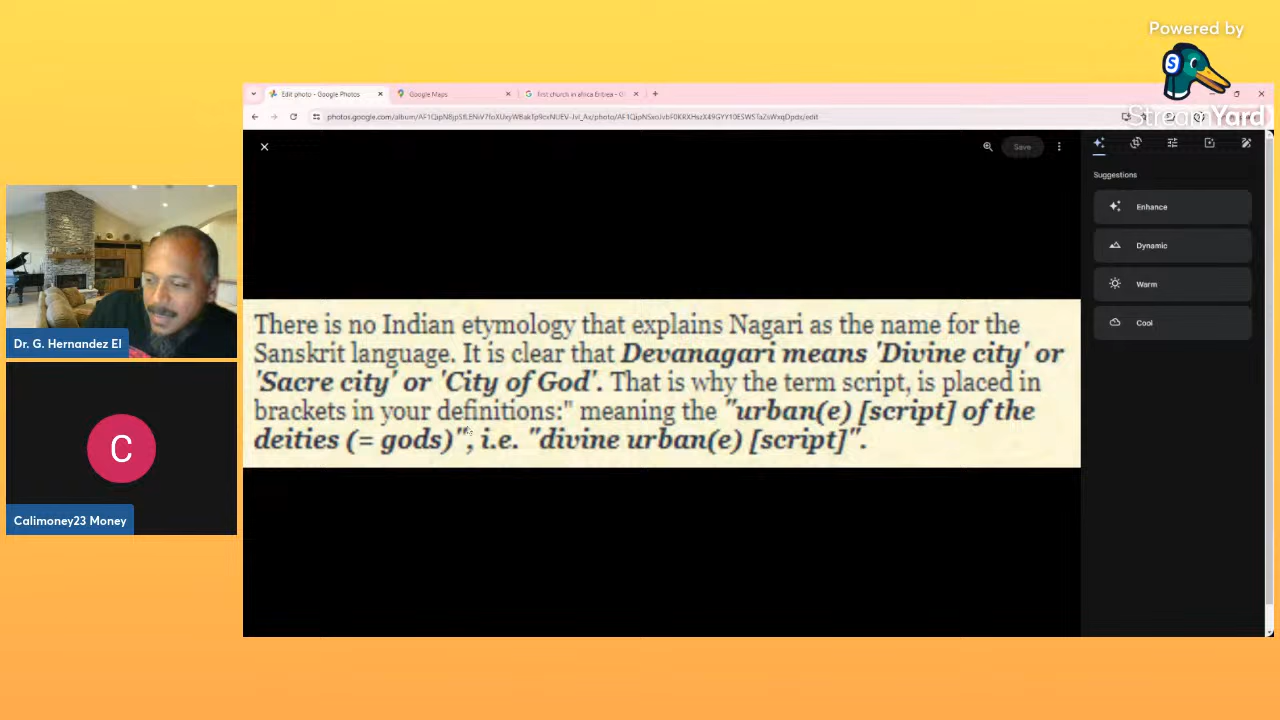 Powered by
StreamYard
Edit photo - Google Photos
Google Maps
first church in africa Eritrea - G
Save
Suggestions
Enhance
Dynamic
Warm
Cool
There is no Indian etymology that explains Nagari as the name for the
Sanskrit language. It is clear that Devanagari means 'Divine city' or
'Sacre city' or 'City of God'. That is why the term script, is placed in
brackets in your definitions:" meaning the "urban(e) [script] of the
deities (= gods)", i.e. "divine urban(e) [script]".
Dr. G. Hernandez El
C
Calimoney23 Money